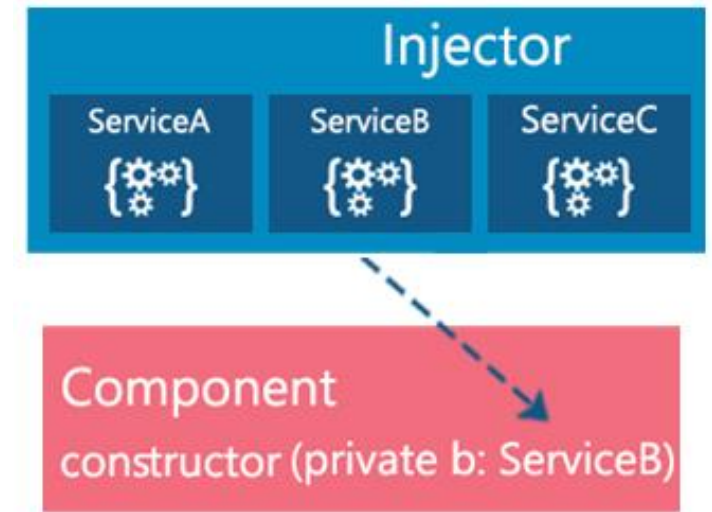 Injector
ServiceA ServiceB ServiceC
Component
constructor (private b: ServiceB)